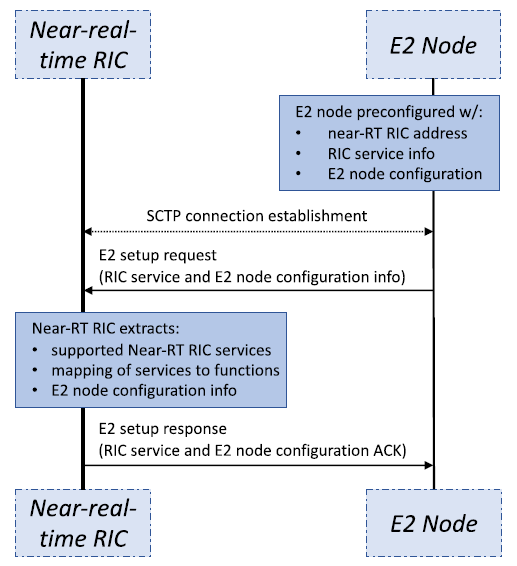 Near-real-
time RIC
E2 Node
E2 node preconfigured w/:
• near-RT RIC address
• RIC service info
• E2 node configuration
SCTP connection establishment
E2 setup request
(RIC service and E2 node configuration info)
Near-RT RIC extracts:
• supported Near-RT RIC services
• mapping of services to functions
• E2 node configuration info
E2 setup response
(RIC service and E2 node configuration ACK)
Near-real-
time RIC
E2 Node